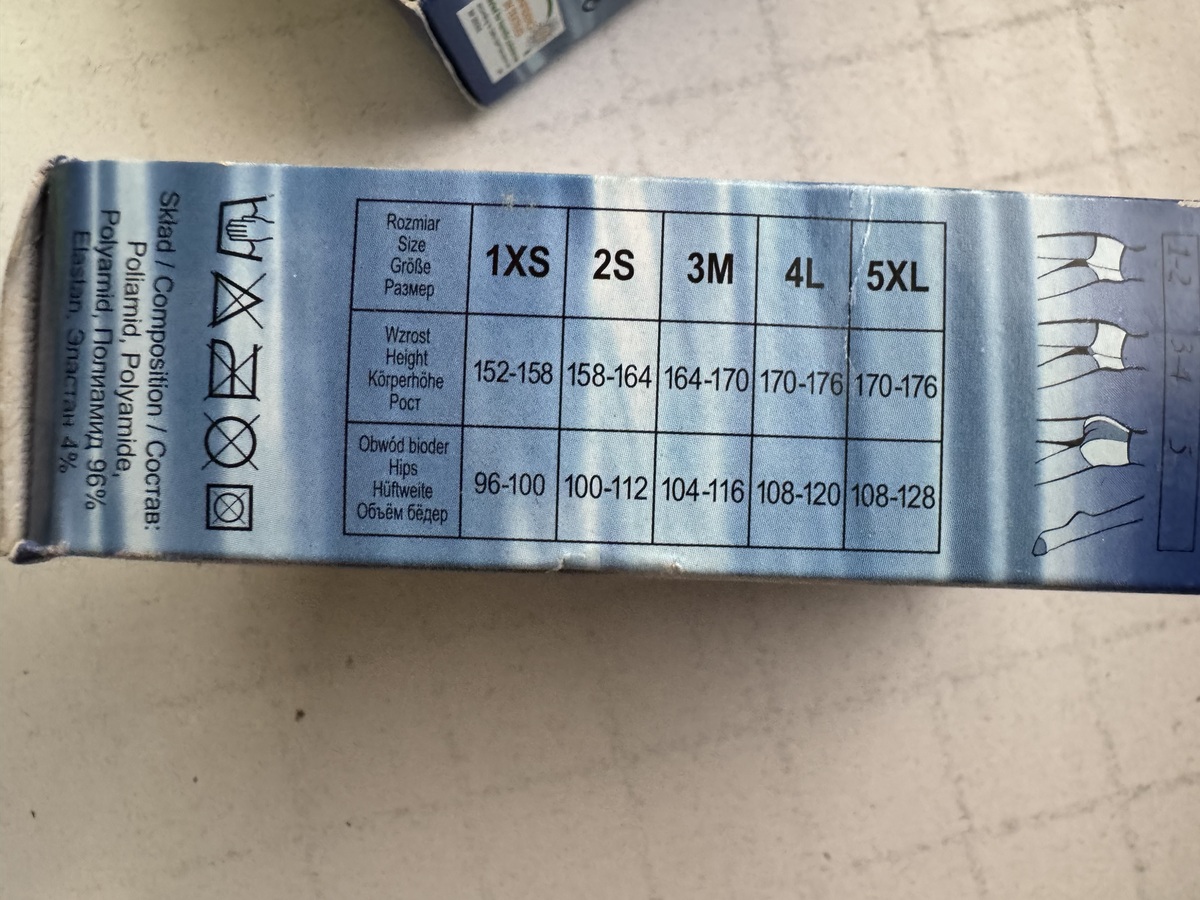 Skład / Composition / Состав:
Poliamid, Polyamide,
Polyamid, Полиамид 96%
Elastan, Эластан 4%
Rozmiar
Size
Größe
Размер
1XS 2S 3M 4L 5XL
Wzrost
Height
Körperhöhe
Рост
152-158 158-164 164-170 170-176 170-176
Obwód bioder
Hips
Hüftweite
Объём бёдер
96-100 100-112 104-116 108-120 108-128
1-2 3-4 5